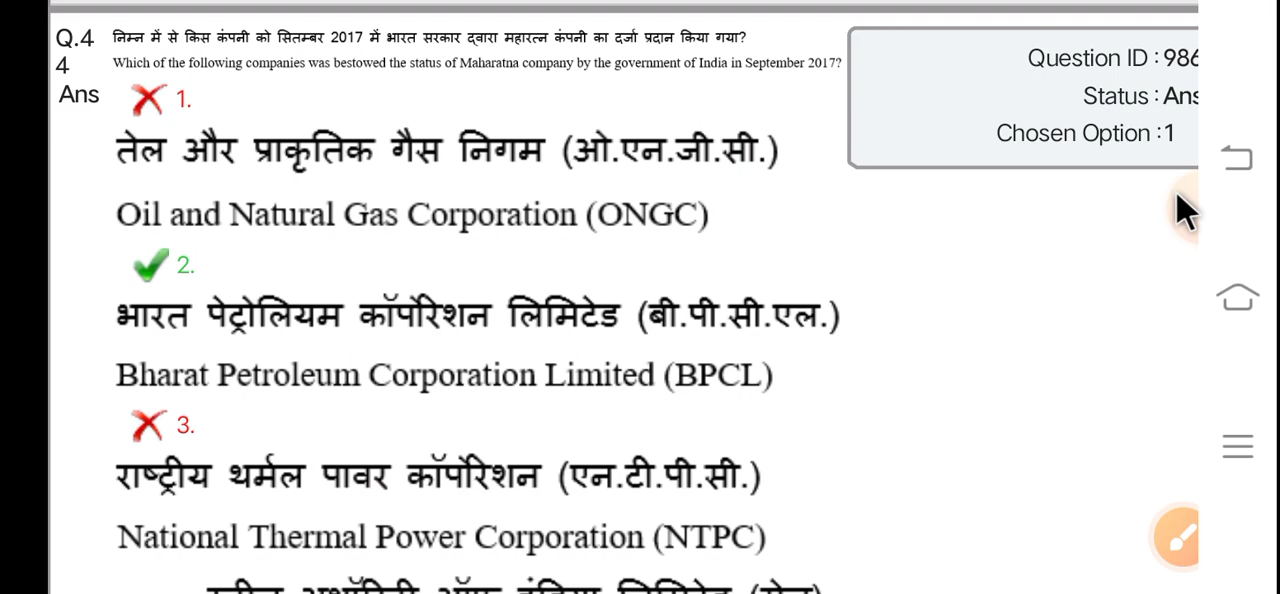 Q.4 निम्न में से किस कंपनी को सितम्बर 2017 में भारत सरकार द्वारा महारत्न कंपनी का दर्जा प्रदान किया गया?
4 Which of the following companies was bestowed the status of Maharatna company by the government of India in September 2017?
Question ID : 986
Status : Ans
Chosen Option :1
Ans 1.
तेल और प्राकृतिक गैस निगम (ओ.एन.जी.सी.)
Oil and Natural Gas Corporation (ONGC)
2.
भारत पेट्रोलियम कॉर्पोरेशन लिमिटेड (बी.पी.सी.एल.)
Bharat Petroleum Corporation Limited (BPCL)
3.
राष्ट्रीय थर्मल पावर कॉर्पोरेशन (एन.टी.पी.सी.)
National Thermal Power Corporation (NTPC)